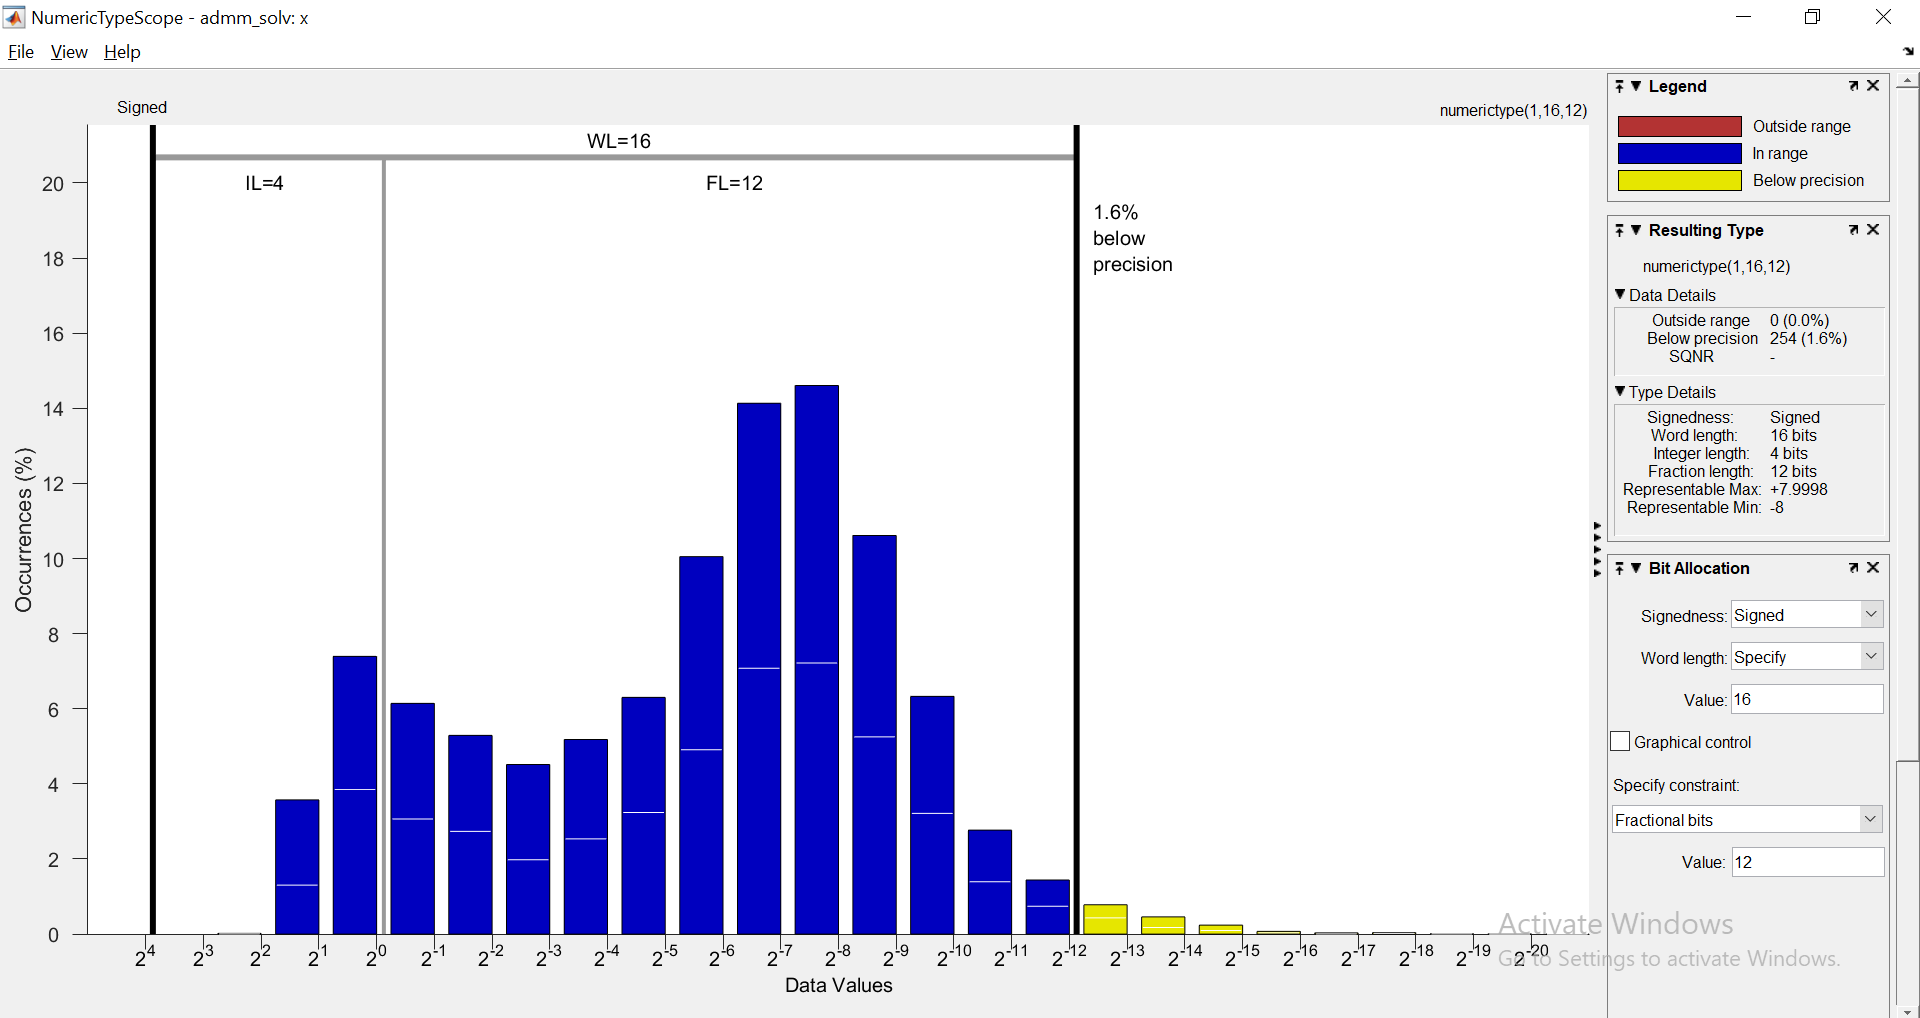 NumericTypeScope - admm_solv: x
File View Help
Signed
numerictype(1,16,12)
WL=16
IL=4
FL=12
1.6%
below
precision
20
18
16
14
12
10
8
6
4
2
0
Occurrences (%)
2^4 2^3 2^2 2^1 2^0 2^-1 2^-2 2^-3 2^-4 2^-5 2^-6 2^-7 2^-8 2^-9 2^-10 2^-11 2^-12 2^-13 2^-14 2^-15 2^-16 2^-17 2^-18 2^-19 2^-20
Data Values
Legend
Outside range
In range
Below precision
Resulting Type
numerictype(1,16,12)
Data Details
Outside range 0 (0.0%)
Below precision 254 (1.6%)
SQNR -
Type Details
Signedness: Signed
Word length: 16 bits
Integer length: 4 bits
Fraction length: 12 bits
Representable Max: +7.9998
Representable Min: -8
Bit Allocation
Signedness: Signed
Word length: Specify
Value: 16
Graphical control
Specify constraint:
Fractional bits
Value: 12
Activate Windows
Go to Settings to activate Windows.